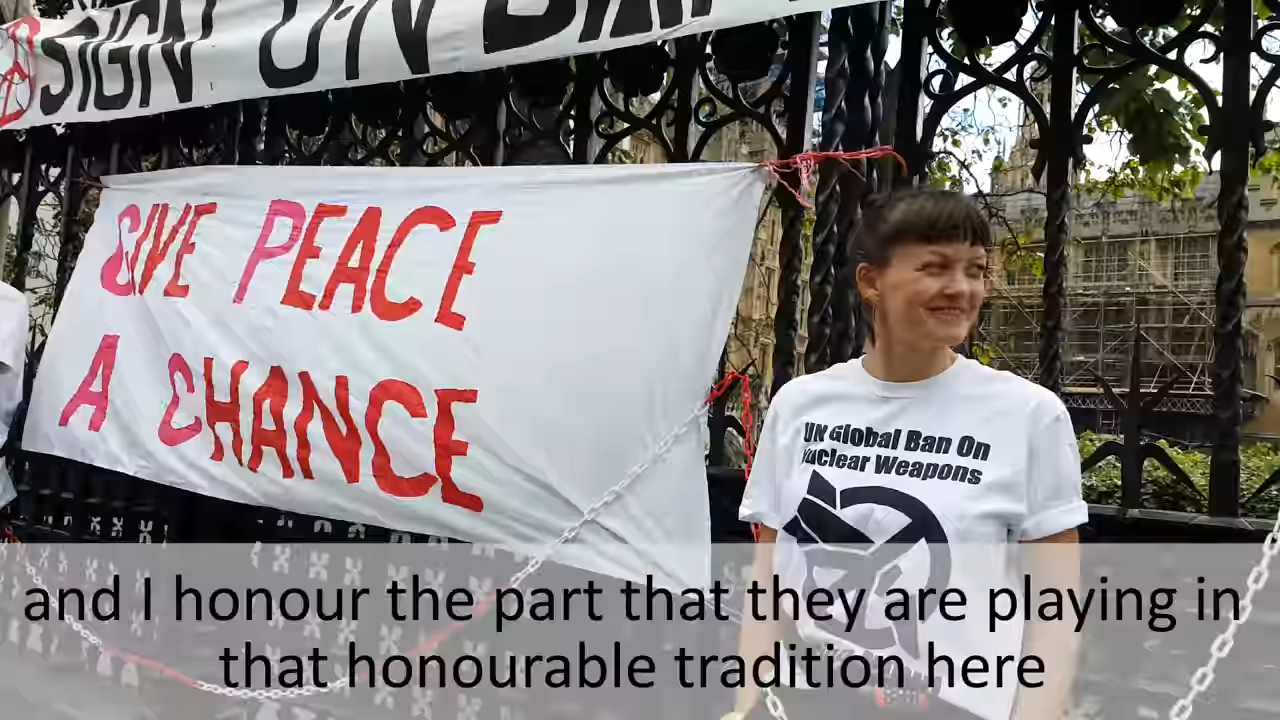 SIGN UN
GIVE PEACE
A CHANCE
UN Global Ban On
Nuclear Weapons
and I honour the part that they are playing in
that honourable tradition here